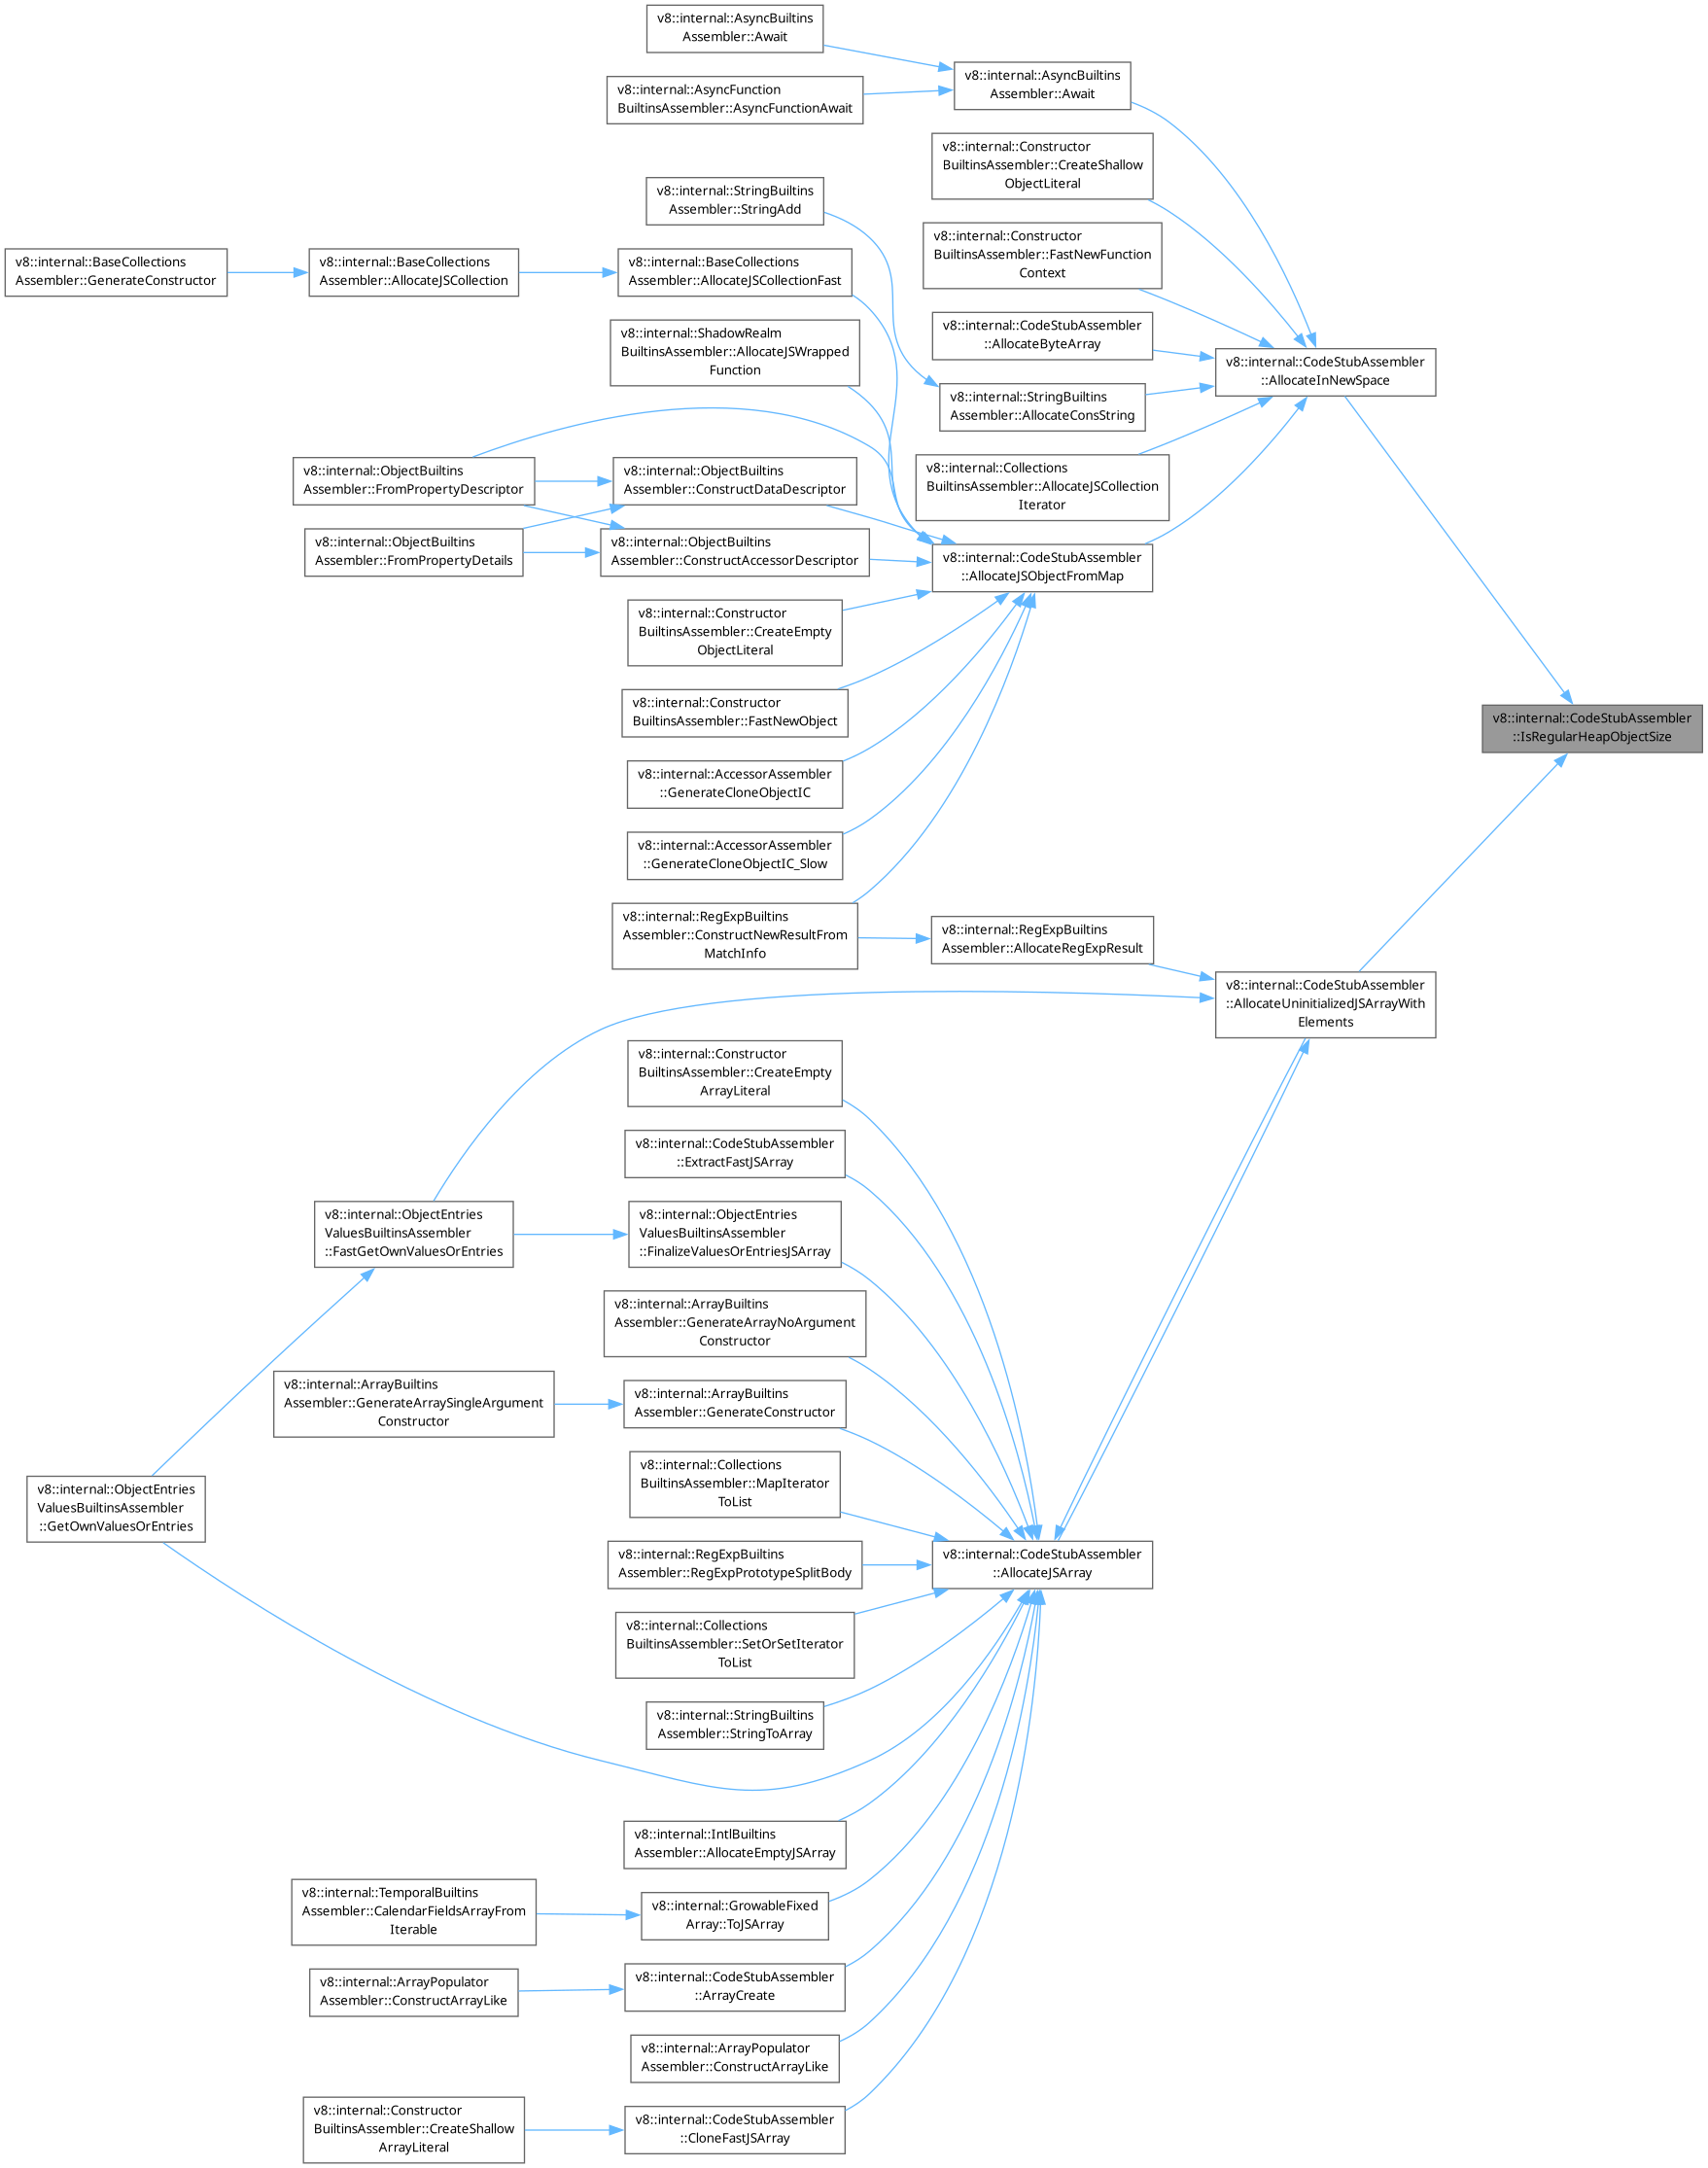 v8::internal::AsyncBuiltins
Assembler::Await
v8::internal::AsyncBuiltins
Assembler::Await
v8::internal::AsyncFunction
BuiltinsAssembler::AsyncFunctionAwait
v8::internal::Constructor
BuiltinsAssembler::CreateShallow
ObjectLiteral
v8::internal::StringBuiltins
Assembler::StringAdd
v8::internal::Constructor
BuiltinsAssembler::FastNewFunction
Context
v8::internal::BaseCollections
Assembler::GenerateConstructor
v8::internal::BaseCollections
Assembler::AllocateJSCollection
v8::internal::BaseCollections
Assembler::AllocateJSCollectionFast
v8::internal::CodeStubAssembler
::AllocateByteArray
v8::internal::ShadowRealm
BuiltinsAssembler::AllocateJSWrapped
Function
v8::internal::CodeStubAssembler
::AllocateInNewSpace
v8::internal::StringBuiltins
Assembler::AllocateConsString
v8::internal::Collections
BuiltinsAssembler::AllocateJSCollection
Iterator
v8::internal::ObjectBuiltins
Assembler::FromPropertyDescriptor
v8::internal::ObjectBuiltins
Assembler::ConstructDataDescriptor
v8::internal::ObjectBuiltins
Assembler::FromPropertyDetails
v8::internal::ObjectBuiltins
Assembler::ConstructAccessorDescriptor
v8::internal::CodeStubAssembler
::AllocateJSObjectFromMap
v8::internal::Constructor
BuiltinsAssembler::CreateEmpty
ObjectLiteral
v8::internal::Constructor
BuiltinsAssembler::FastNewObject
v8::internal::CodeStubAssembler
::IsRegularHeapObjectSize
v8::internal::AccessorAssembler
::GenerateCloneObjectIC
v8::internal::AccessorAssembler
::GenerateCloneObjectIC_Slow
v8::internal::RegExpBuiltins
Assembler::ConstructNewResultFrom
MatchInfo
v8::internal::RegExpBuiltins
Assembler::AllocateRegExpResult
v8::internal::CodeStubAssembler
::AllocateUninitializedJSArrayWith
Elements
v8::internal::Constructor
BuiltinsAssembler::CreateEmpty
ArrayLiteral
v8::internal::CodeStubAssembler
::ExtractFastJSArray
v8::internal::ObjectEntries
ValuesBuiltinsAssembler
::FastGetOwnValuesOrEntries
v8::internal::ObjectEntries
ValuesBuiltinsAssembler
::FinalizeValuesOrEntriesJSArray
v8::internal::ArrayBuiltins
Assembler::GenerateArrayNoArgument
Constructor
v8::internal::ArrayBuiltins
Assembler::GenerateArraySingleArgument
Constructor
v8::internal::ArrayBuiltins
Assembler::GenerateConstructor
v8::internal::Collections
BuiltinsAssembler::MapIterator
ToList
v8::internal::ObjectEntries
ValuesBuiltinsAssembler
::GetOwnValuesOrEntries
v8::internal::RegExpBuiltins
Assembler::RegExpPrototypeSplitBody
v8::internal::CodeStubAssembler
::AllocateJSArray
v8::internal::Collections
BuiltinsAssembler::SetOrSetIterator
ToList
v8::internal::StringBuiltins
Assembler::StringToArray
v8::internal::IntlBuiltins
Assembler::AllocateEmptyJSArray
v8::internal::TemporalBuiltins
Assembler::CalendarFieldsArrayFrom
Iterable
v8::internal::GrowableFixed
Array::ToJSArray
v8::internal::ArrayPopulator
Assembler::ConstructArrayLike
v8::internal::CodeStubAssembler
::ArrayCreate
v8::internal::ArrayPopulator
Assembler::ConstructArrayLike
v8::internal::Constructor
BuiltinsAssembler::CreateShallow
ArrayLiteral
v8::internal::CodeStubAssembler
::CloneFastJSArray